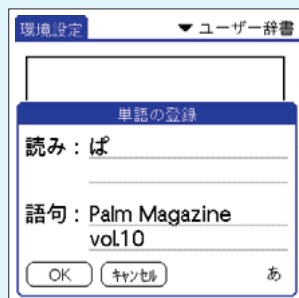 環境設定
▼ ユーザー辞書
単語の登録
読み：ぱ
語句：Palm Magazine
vol.10
OK
キャンセル
あ